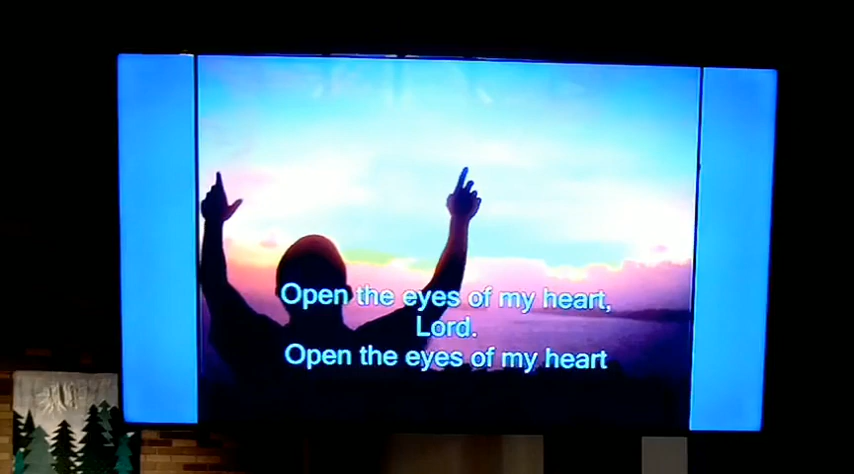 Open the eyes of my heart,
Lord.
Open the eyes of my heart